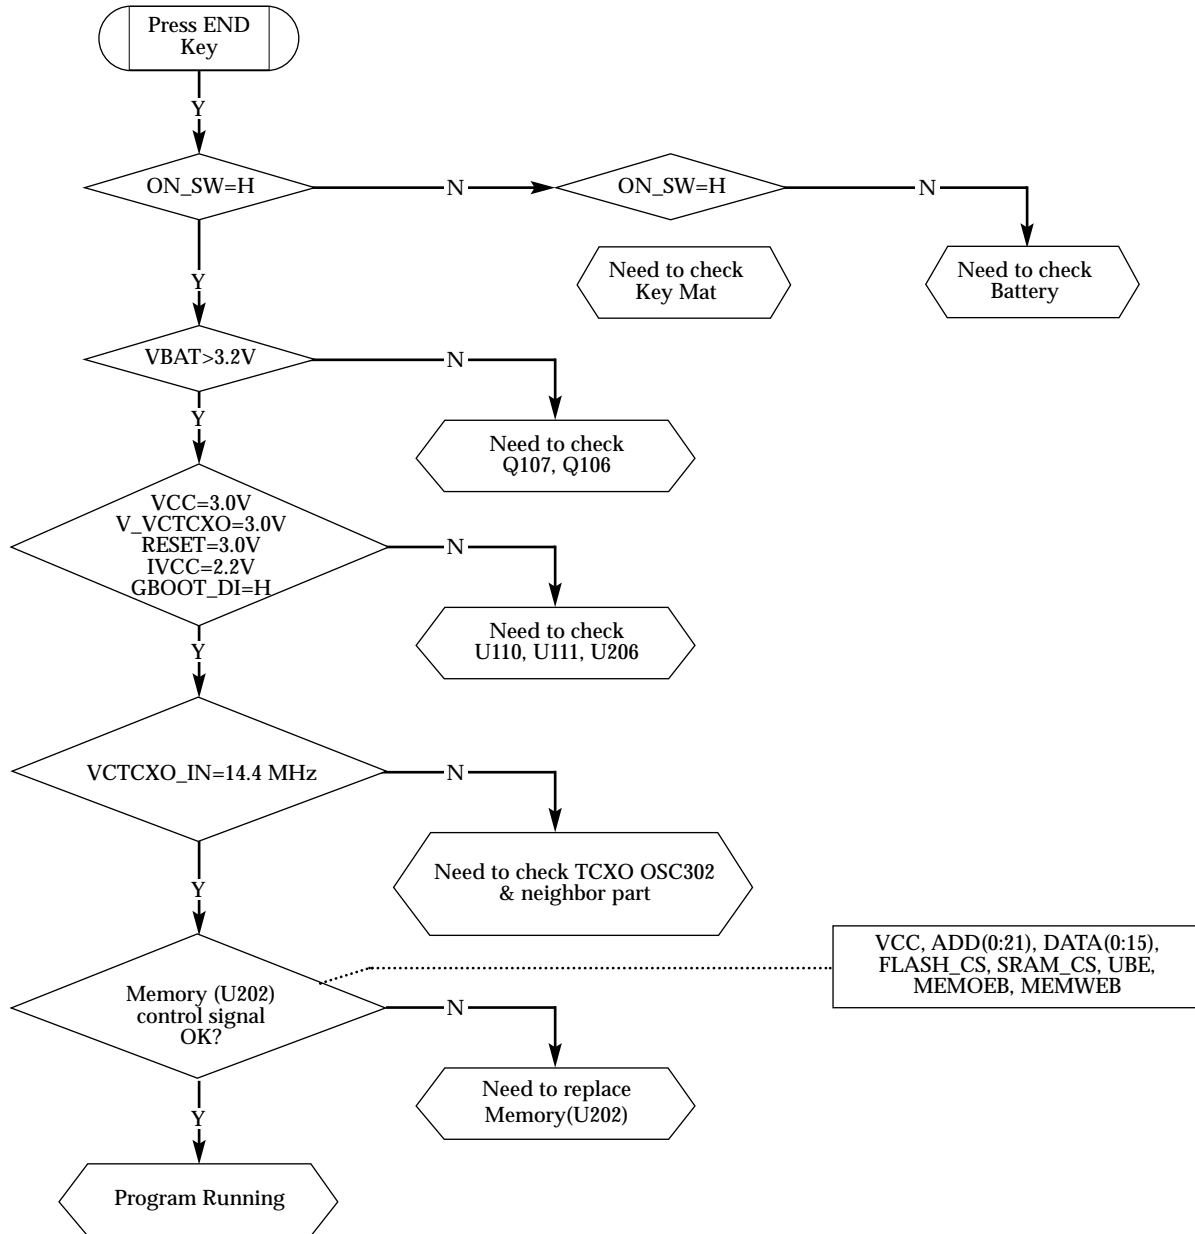 Press END
Key
Y
ON_SW=H
N
ON_SW=H
N
Need to check
Key Mat
Need to check
Battery
Y
VBAT>3.2V
N
Need to check
Q107, Q106
Y
VCC=3.0V
V_VCTCXO=3.0V
RESET=3.0V
IVCC=2.2V
GBOOT_DI=H
N
Need to check
U110, U111, U206
Y
VCTCXO_IN=14.4 MHz
N
Need to check TCXO OSC302
& neighbor part
Y
VCC, ADD(0:21), DATA(0:15),
FLASH_CS, SRAM_CS, UBE,
MEMOEB, MEMWEB
Memory (U202)
control signal
OK?
N
Need to replace
Memory(U202)
Y
Program Running